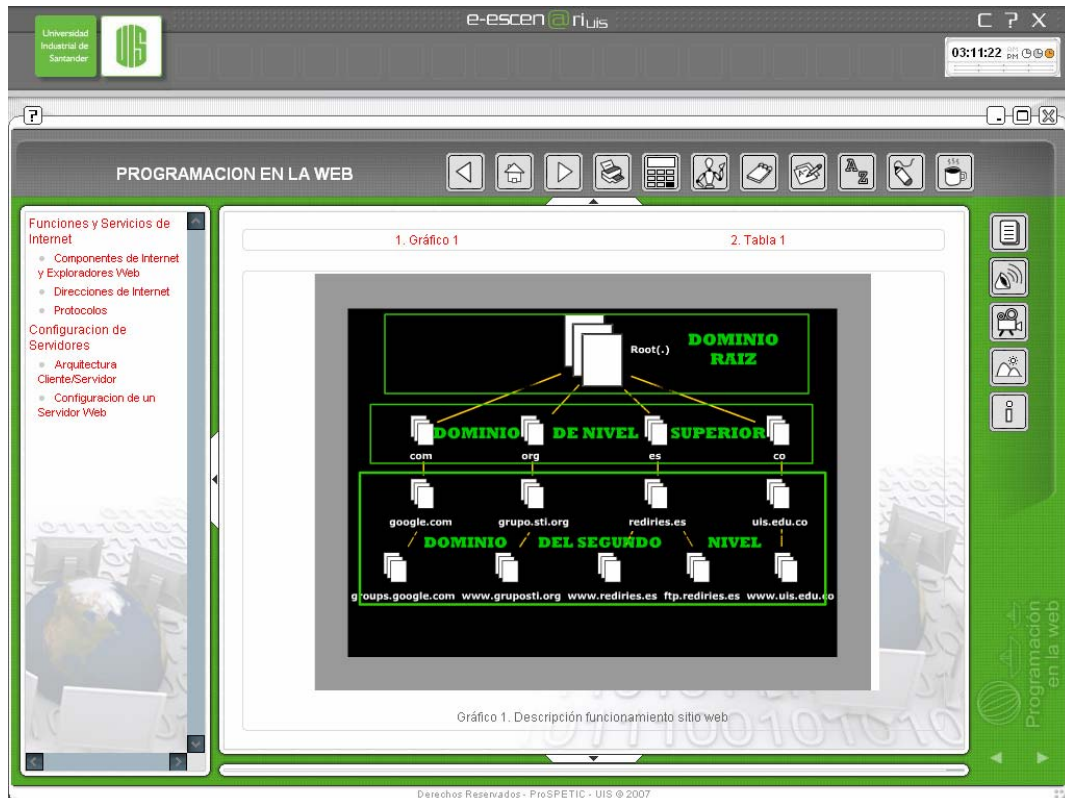 e-escen@riuis
Universidad
Industrial de
Santander
UIS
03:11:22 AM
PM
PROGRAMACION EN LA WEB
Funciones y Servicios de
Internet
Componentes de Internet
y Exploradores Web
Direcciones de Internet
Protocolos
Configuracion de
Servidores
Arquitectura
Cliente/Servidor
Configuracion de un
Servidor Web
1. Gráfico 1
2. Tabla 1
Root(.)
DOMINIO
RAIZ
DOMINIO DE NIVEL SUPERIOR
com org es co
google.com grupo.sti.org rediries.es uis.edu.co
DOMINIO DEL SEGUNDO NIVEL
groups.google.com www.gruposti.org www.rediries.es ftp.rediries.es www.uis.edu.co
Gráfico 1. Descripción funcionamiento sitio web
Programación
en la web
Derechos Reservados - ProSPETIC - UIS © 2007